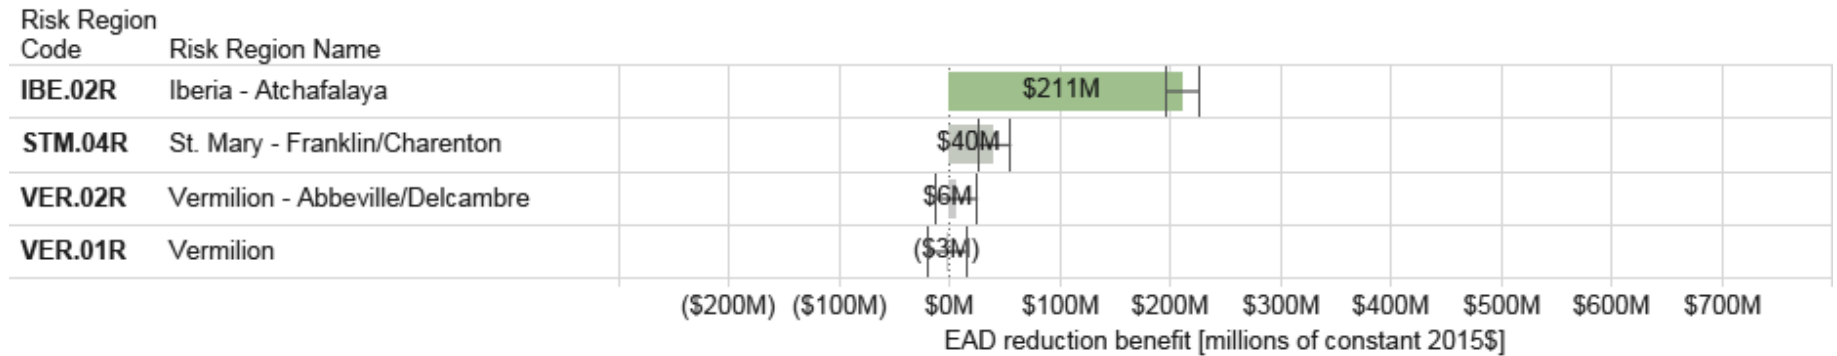 Risk Region
Code Risk Region Name
IBE.02R Iberia - Atchafalaya $211M
STM.04R St. Mary - Franklin/Charenton $40M
VER.02R Vermilion - Abbeville/Delcambre $6M
VER.01R Vermilion ($3M)
($200M) ($100M) $0M $100M $200M $300M $400M $500M $600M $700M
EAD reduction benefit [millions of constant 2015$]